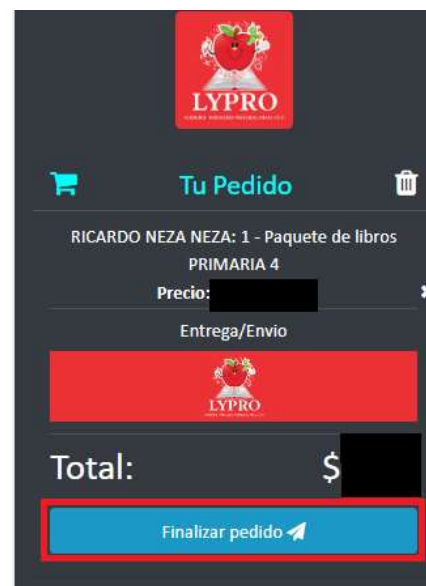 LYPRO
Tu Pedido
RICARDO NEZA NEZA: 1 - Paquete de libros
PRIMARIA 4
Precio:
Entrega/Envio
LYPRO
Total: $
Finalizar pedido